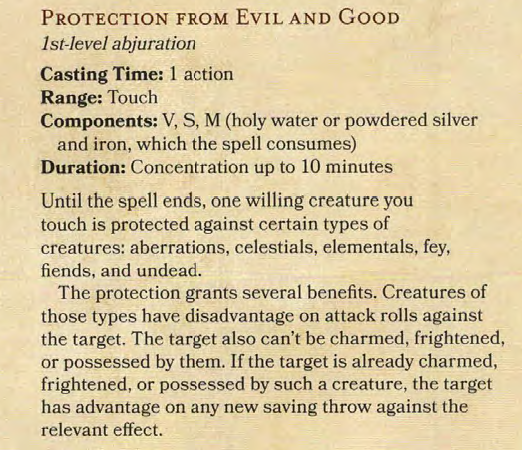 PROTECTION FROM EVIL AND GOOD
1st-level abjuration
Casting Time: 1 action
Range: Touch
Components: V, S, M (holy water or powdered silver
and iron, which the spell consumes)
Duration: Concentration up to 10 minutes
Until the spell ends, one willing creature you
touch is protected against certain types of
creatures: aberrations, celestials, elementals, fey,
fiends, and undead.
The protection grants several benefits. Creatures of
those types have disadvantage on attack rolls against
the target. The target also can't be charmed, frightened,
or possessed by them. If the target is already charmed,
frightened, or possessed by such a creature, the target
has advantage on any new saving throw against the
relevant effect.